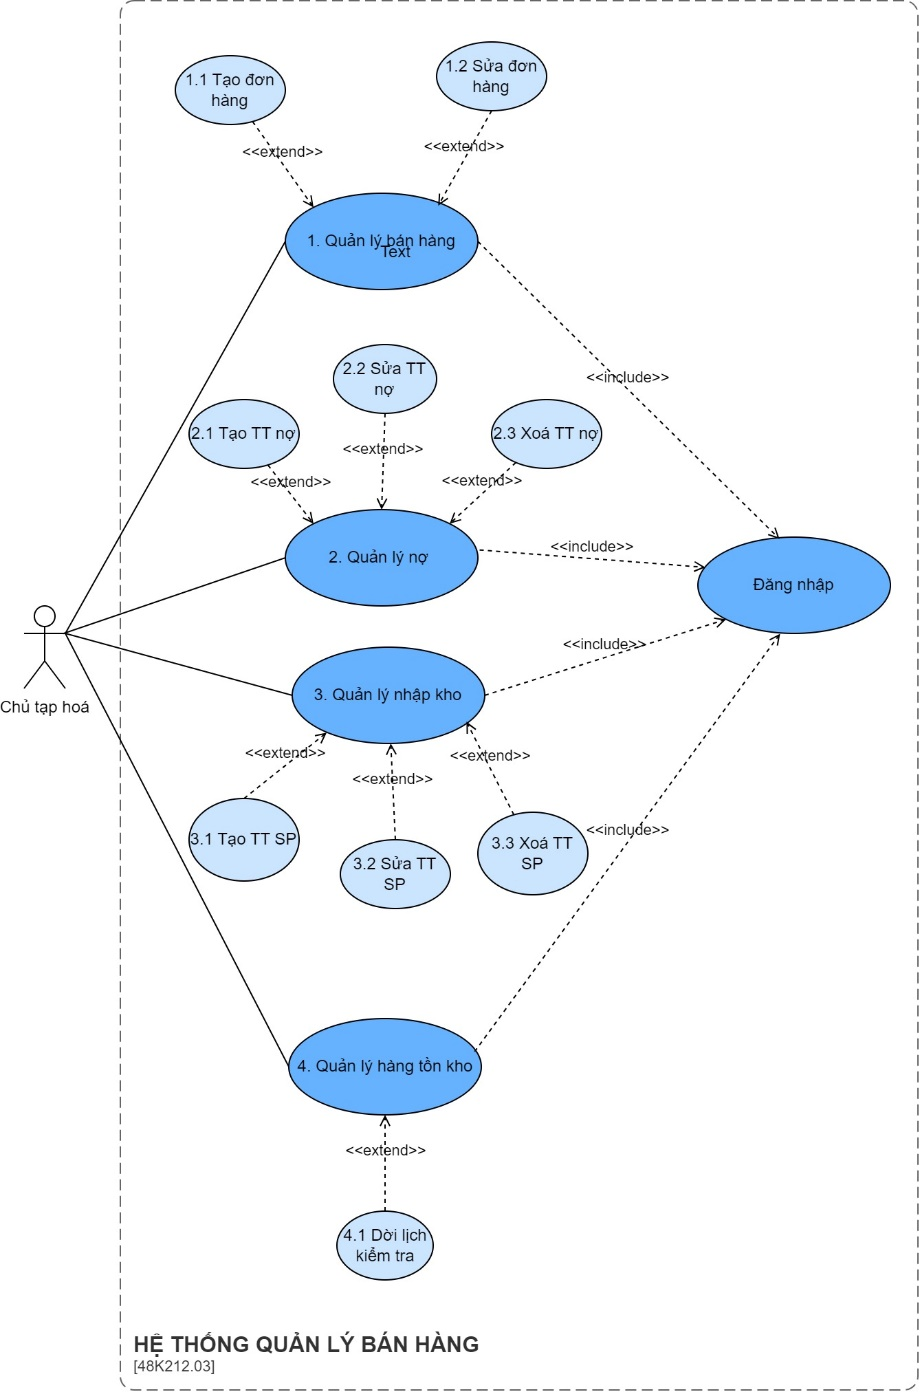 1.1 Tạo đơn
hàng
1.2 Sửa đơn
hàng
<<extend>>
<<extend>>
1. Quản lý bán hàng
Text
<<include>>
2.2 Sửa TT
nợ
2.1 Tạo TT nợ
2.3 Xoá TT nợ
<<extend>>
<<extend>>
<<extend>>
2. Quản lý nợ
<<include>>
Đăng nhập
Chủ tạp hoá
<<include>>
3. Quản lý nhập kho
<<extend>>
<<extend>>
<<extend>>
3.1 Tạo TT SP
3.2 Sửa TT
SP
3.3 Xoá TT
SP
<<include>>
4. Quản lý hàng tồn kho
<<extend>>
4.1 Dời lịch
kiểm tra
HỆ THỐNG QUẢN LÝ BÁN HÀNG
[48K212.03]